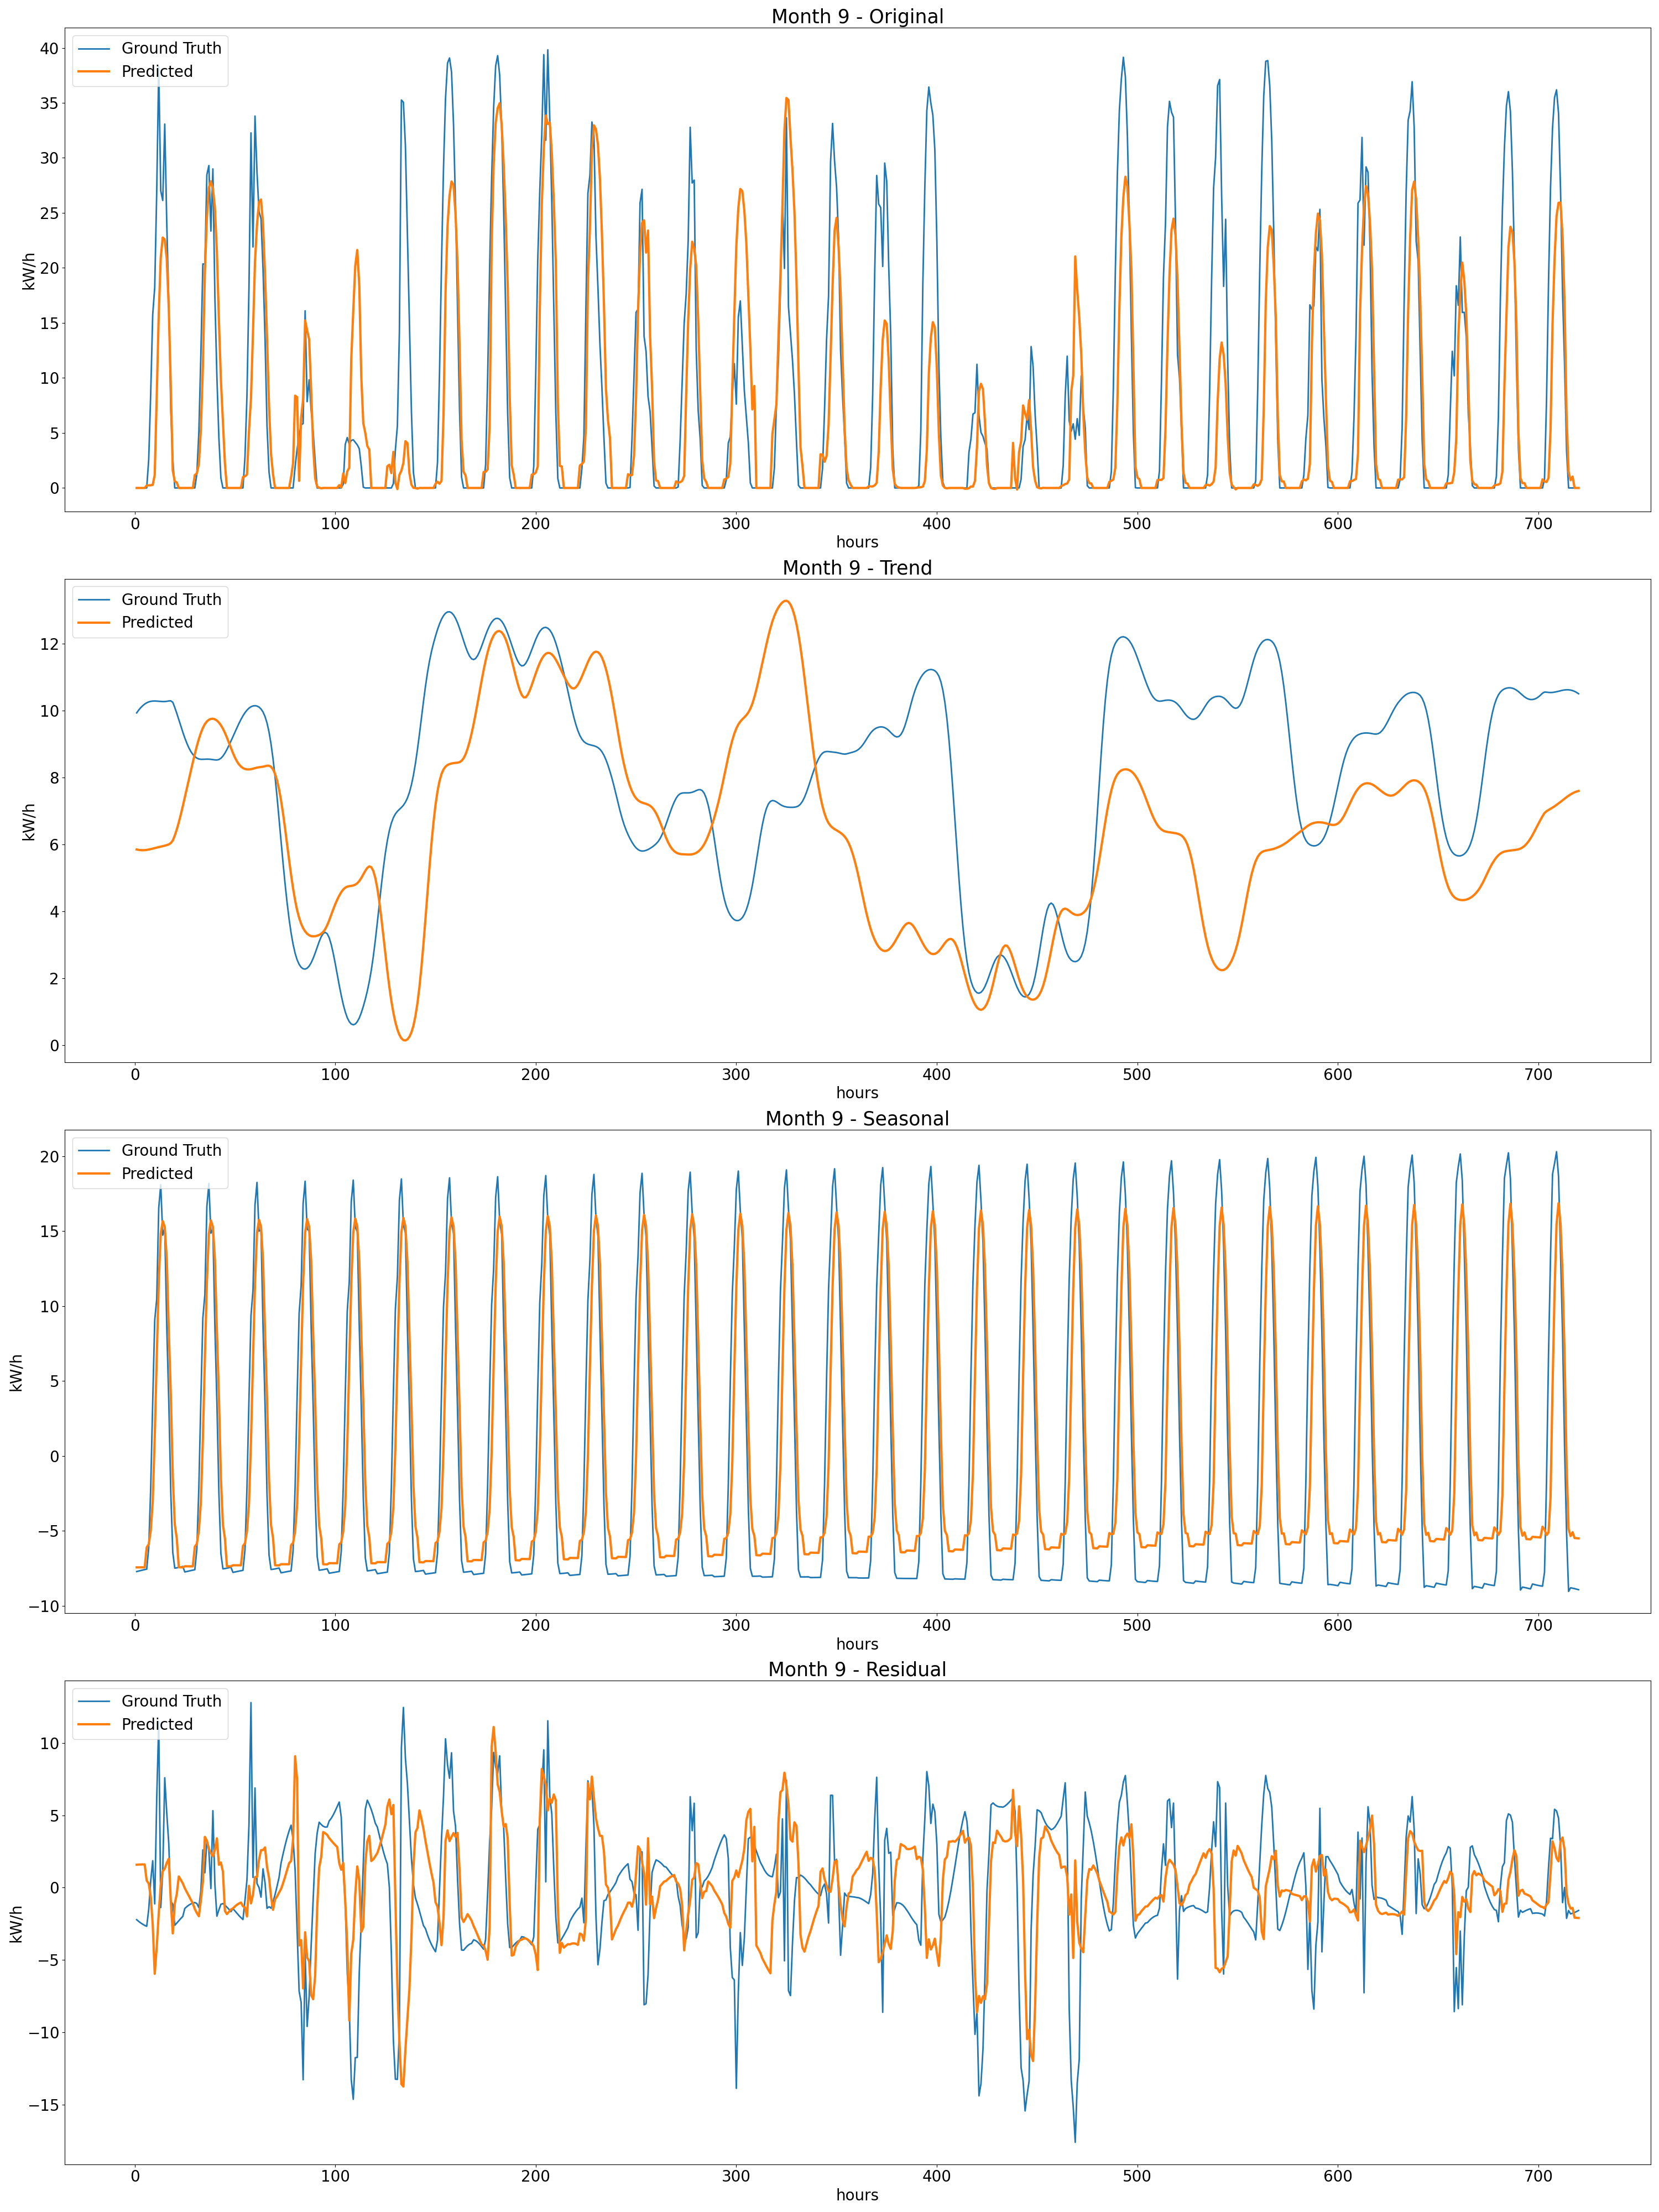 Month 9 - Original
Ground Truth
Predicted
40
35
30
25
20
15
10
5
0
kW/h
0 100 200 300 400 500 600 700
hours
Month 9 - Trend
Ground Truth
Predicted
12
10
8
6
4
2
0
kW/h
0 100 200 300 400 500 600 700
hours
Month 9 - Seasonal
Ground Truth
Predicted
20
15
10
5
0
−5
−10
kW/h
0 100 200 300 400 500 600 700
hours
Month 9 - Residual
Ground Truth
Predicted
10
5
0
−5
−10
−15
kW/h
0 100 200 300 400 500 600 700
hours